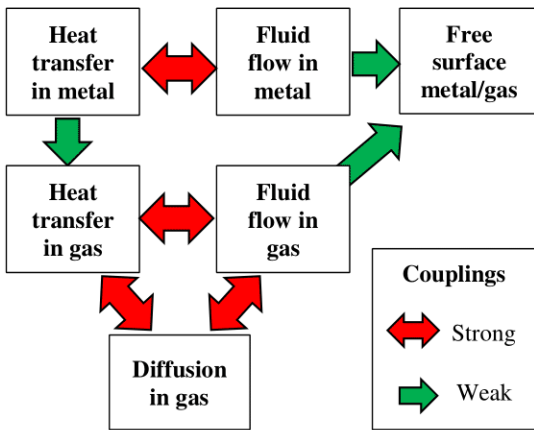 Heat
transfer
in metal
Fluid
flow in
metal
Free
surface
metal/gas
Heat
transfer
in gas
Fluid
flow in
gas
Diffusion
in gas
Couplings
Strong
Weak